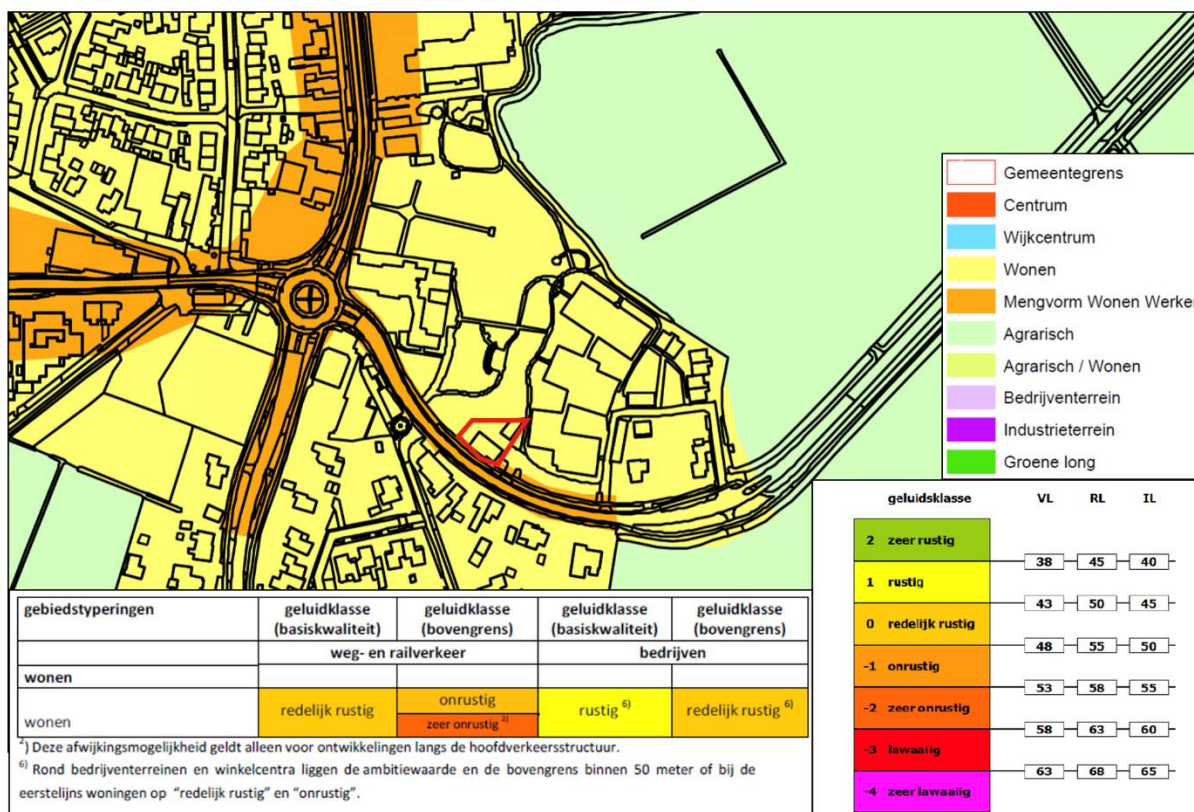 Gemeentegrens
Centrum
Wijkcentrum
Wonen
Mengvorm Wonen Werken
Agrarisch
Agrarisch / Wonen
Bedrijventerrein
Industrieterrein
Groene long
geluidsklasse VL RL IL
2 zeer rustig
38 45 40
1 rustig
43 50 45
0 redelijk rustig
48 55 50
-1 onrustig
53 58 55
-2 zeer onrustig
58 63 60
-3 lawaaiig
63 68 65
-4 zeer lawaaiig
gebiedstyperingen geluidklasse geluidklasse geluidklasse geluidklasse
(basiskwaliteit) (bovengrens) (basiskwaliteit) (bovengrens)
weg- en railverkeer bedrijven
wonen
wonen redelijk rustig onrustig rustig 6) redelijk rustig 6)
zeer onrustig 2)
2) Deze afwijkingsmogelijkheid geldt alleen voor ontwikkelingen langs de hoofdverkeersstructuur.
6) Rond bedrijventerreinen en winkelcentra liggen de ambitiewaarde en de bovengrens binnen 50 meter of bij de
eerstelijns woningen op “redelijk rustig” en “onrustig”.